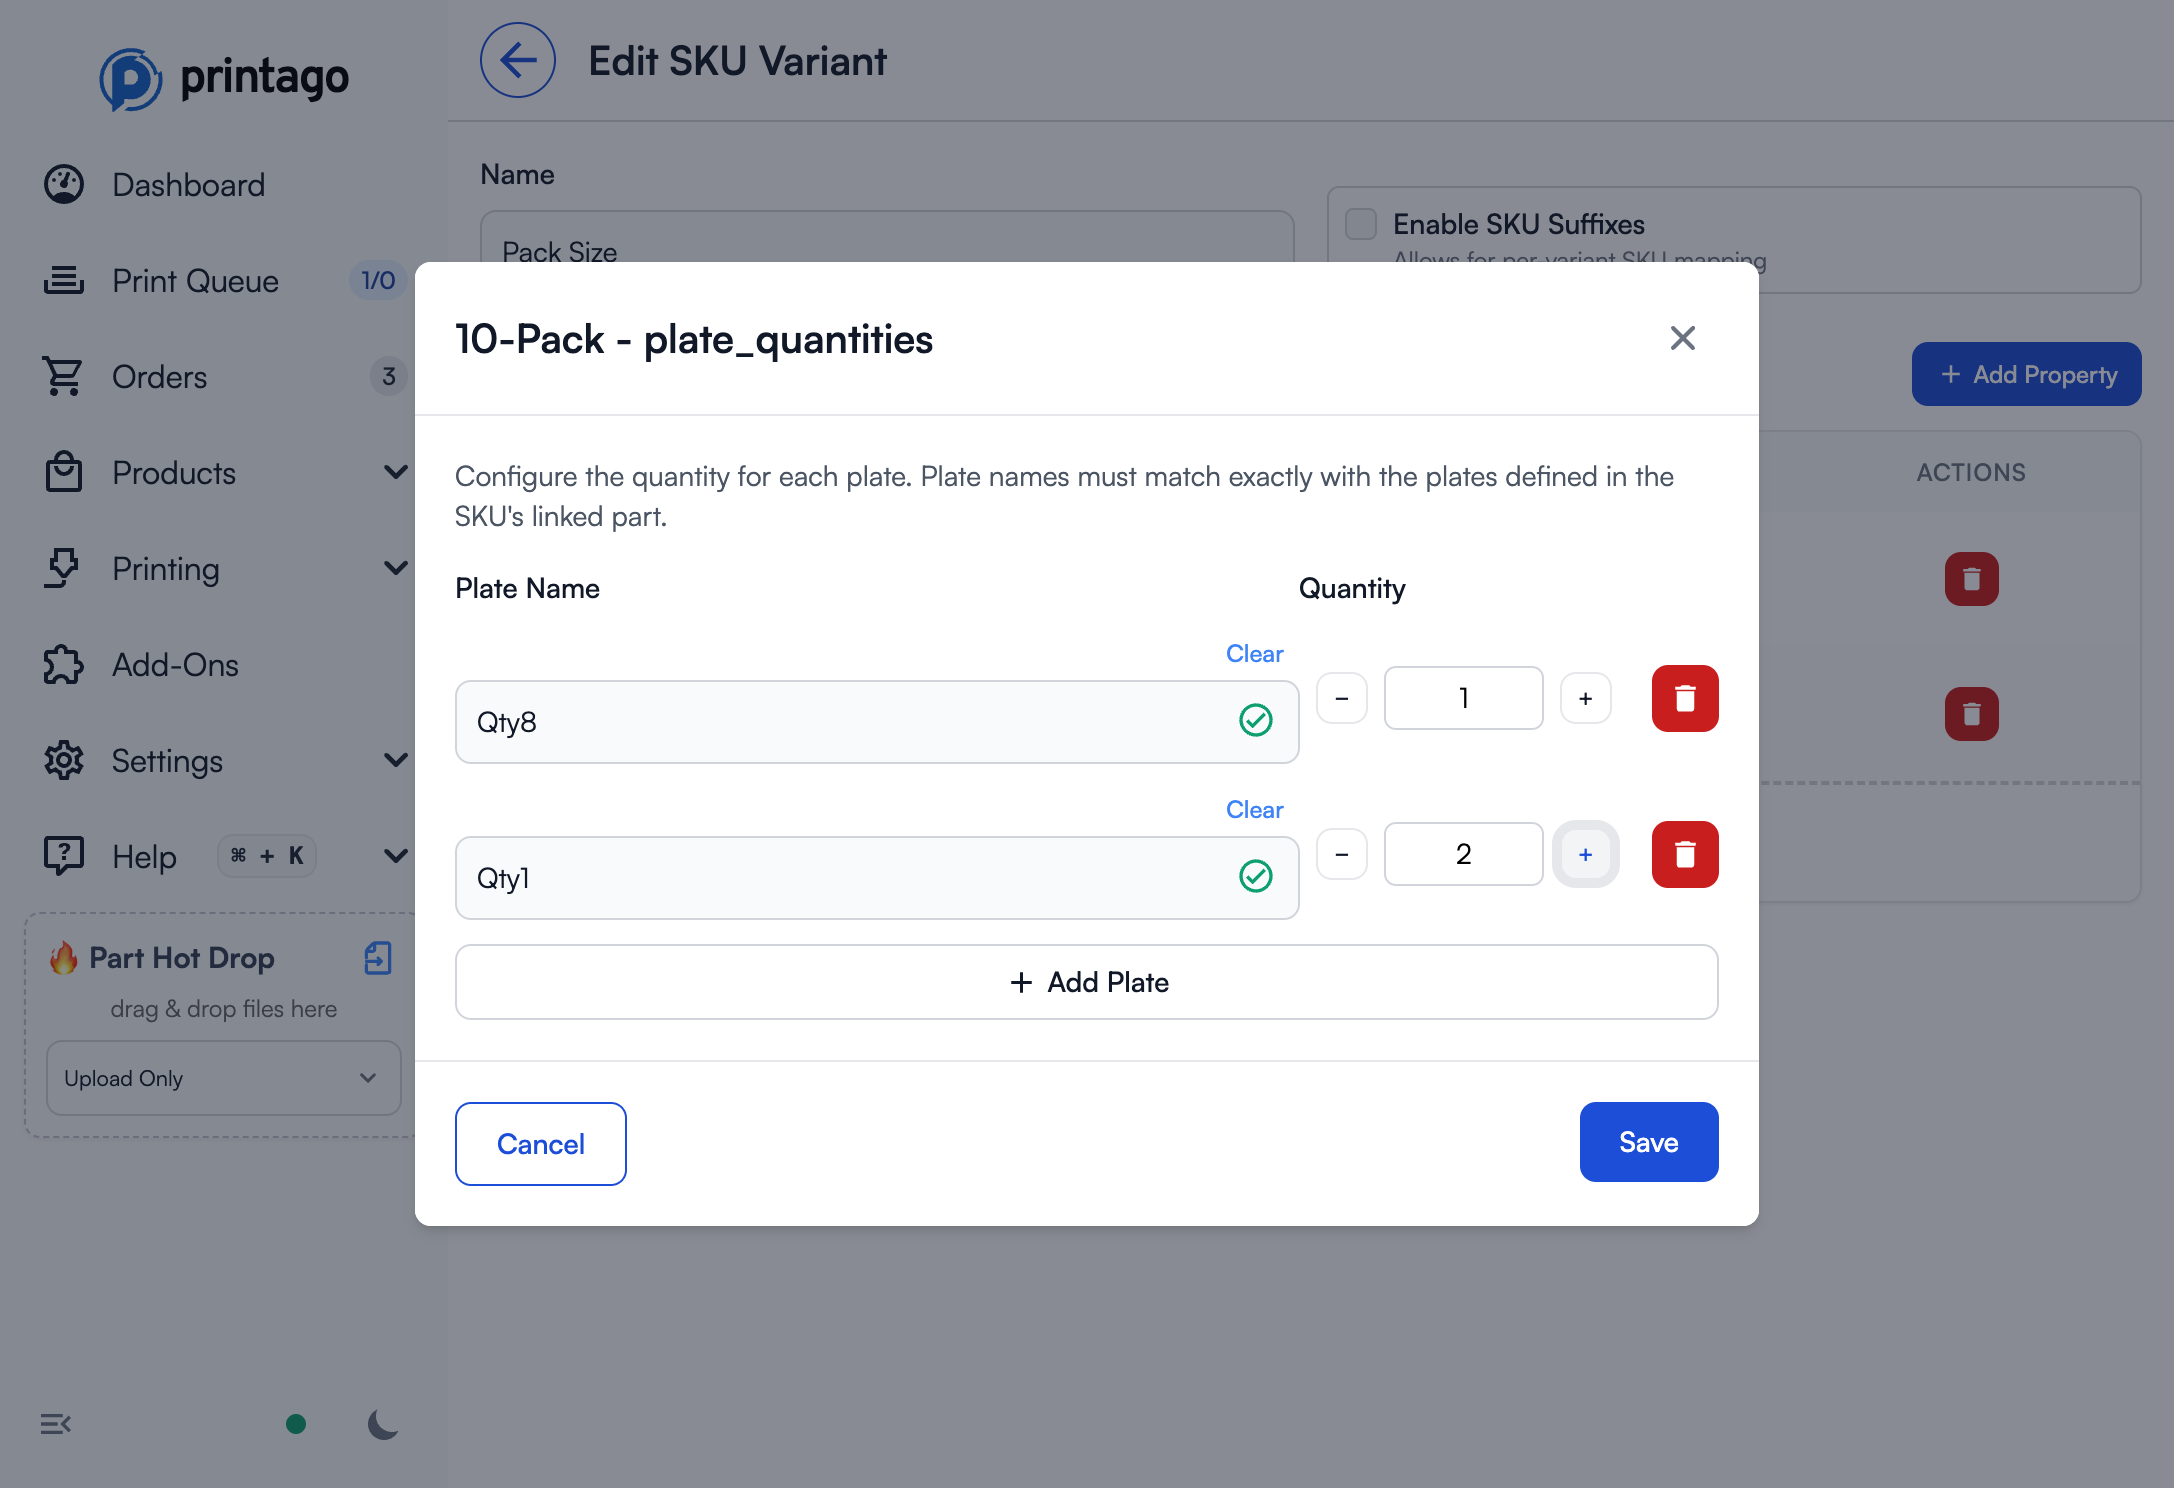 printago
Dashboard
Print Queue 1/0
Orders 3
Products
Printing
Add-Ons
Settings
Help ⌘ + K
Part Hot Drop
drag & drop files here
Upload Only
Edit SKU Variant
Name
Pack Size
Enable SKU Suffixes
Allows for per-variant SKU mapping
+ Add Property
ACTIONS
10-Pack - plate_quantities
Configure the quantity for each plate. Plate names must match exactly with the plates defined in the
SKU's linked part.
Plate Name Quantity
Clear
Qty8 − 1 +
Clear
Qty1 − 2 +
+ Add Plate
Cancel Save